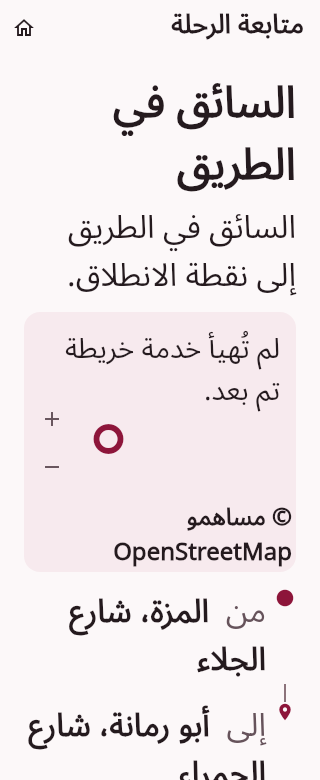 متابعة الرحلة
السائق في
الطريق
السائق في الطريق
إلى نقطة الانطلاق.
لم تُهيأ خدمة خريطة
تم بعد.
+
−
© مساهمو
OpenStreetMap
من المزة، شارع
الجلاء
إلى أبو رمانة، شارع
الحمراء